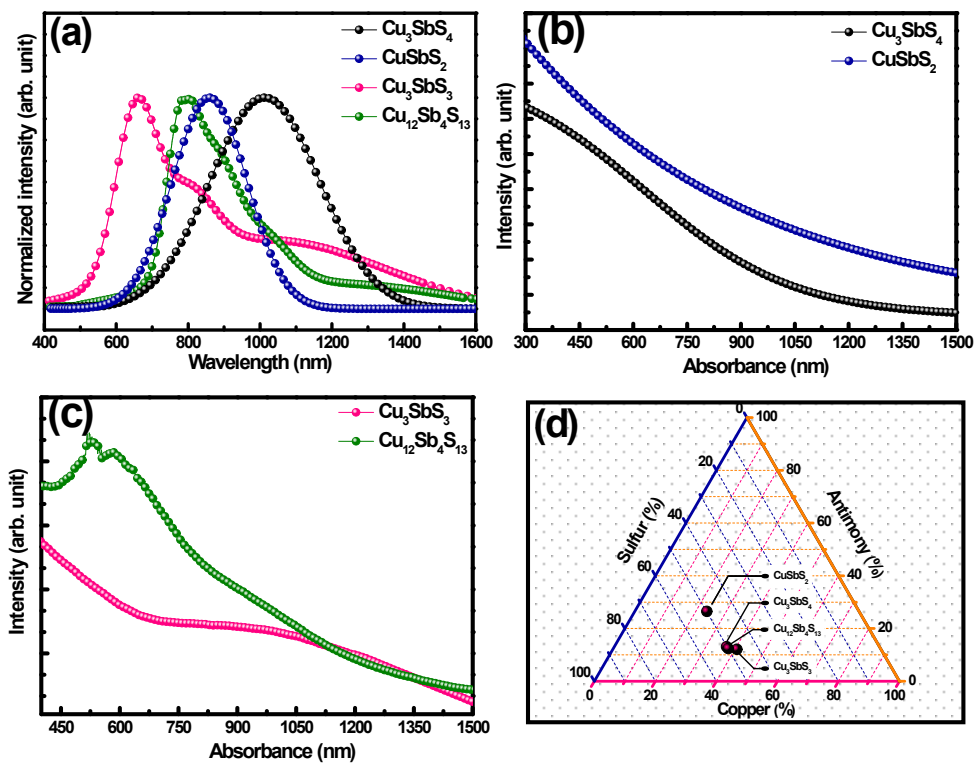 (a)
Cu₃SbS₄
CuSbS₂
Cu₃SbS₃
Cu₁₂Sb₄S₁₃
Normalized intensity (arb. unit)
400 600 800 1000 1200 1400 1600
Wavelength (nm)
(b)
Cu₃SbS₄
CuSbS₂
Intensity (arb. unit)
300 450 600 750 900 1050 1200 1350 1500
Absorbance (nm)
(c)
Cu₃SbS₃
Cu₁₂Sb₄S₁₃
Intensity (arb. unit)
450 600 750 900 1050 1200 1350 1500
Absorbance (nm)
(d)
0 100
20 80
40 60
60 40
80 20
100 0
Sulfur (%)
Antimony (%)
CuSbS₂
Cu₃SbS₄
Cu₁₂Sb₄S₁₃
Cu₃SbS₃
0 20 40 60 80 100
Copper (%)